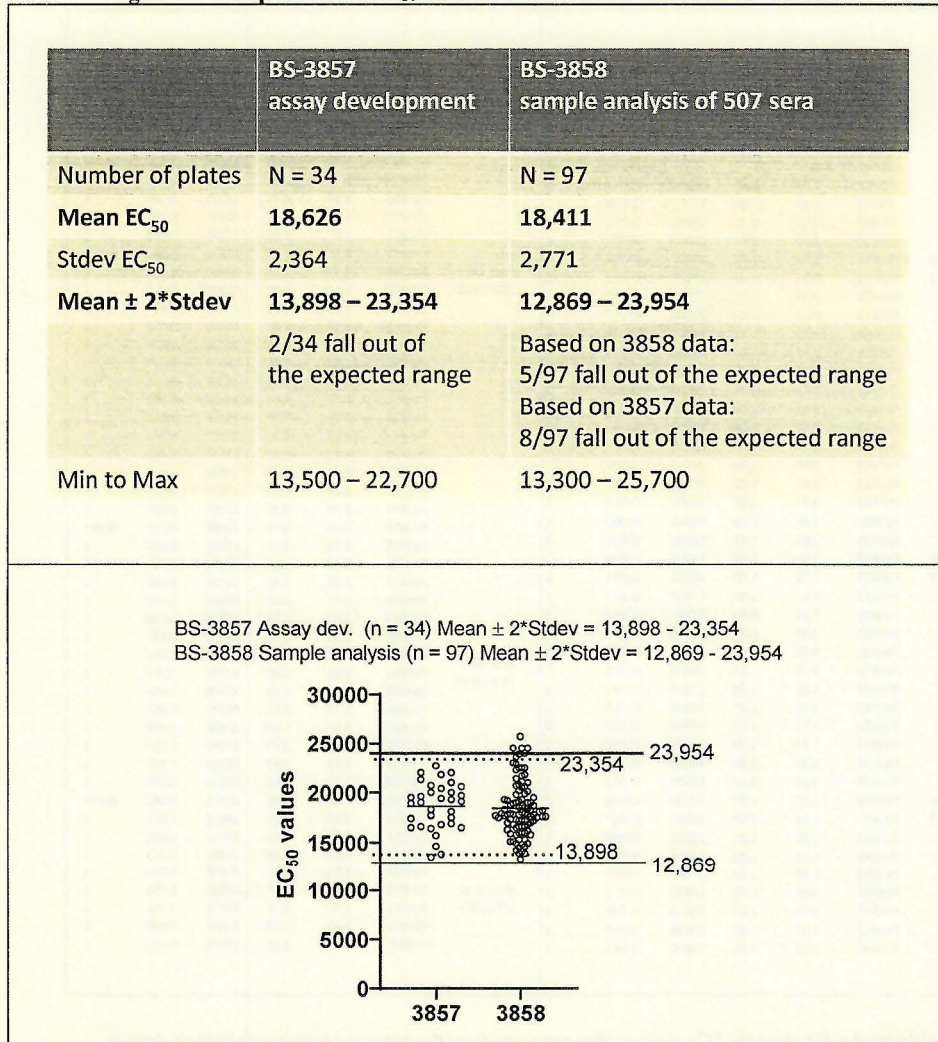 BS-3857
assay development
BS-3858
sample analysis of 507 sera
Number of plates N = 34 N = 97
Mean EC50 18,626 18,411
Stdev EC50 2,364 2,771
Mean ± 2*Stdev 13,898 – 23,354 12,869 – 23,954
2/34 fall out of
the expected range
Based on 3858 data:
5/97 fall out of the expected range
Based on 3857 data:
8/97 fall out of the expected range
Min to Max 13,500 – 22,700 13,300 – 25,700
BS-3857 Assay dev. (n = 34) Mean ± 2*Stdev = 13,898 - 23,354
BS-3858 Sample analysis (n = 97) Mean ± 2*Stdev = 12,869 - 23,954
30000
25000
20000
15000
10000
5000
0
EC50 values
23,954
23,354
13,898
12,869
3857 3858